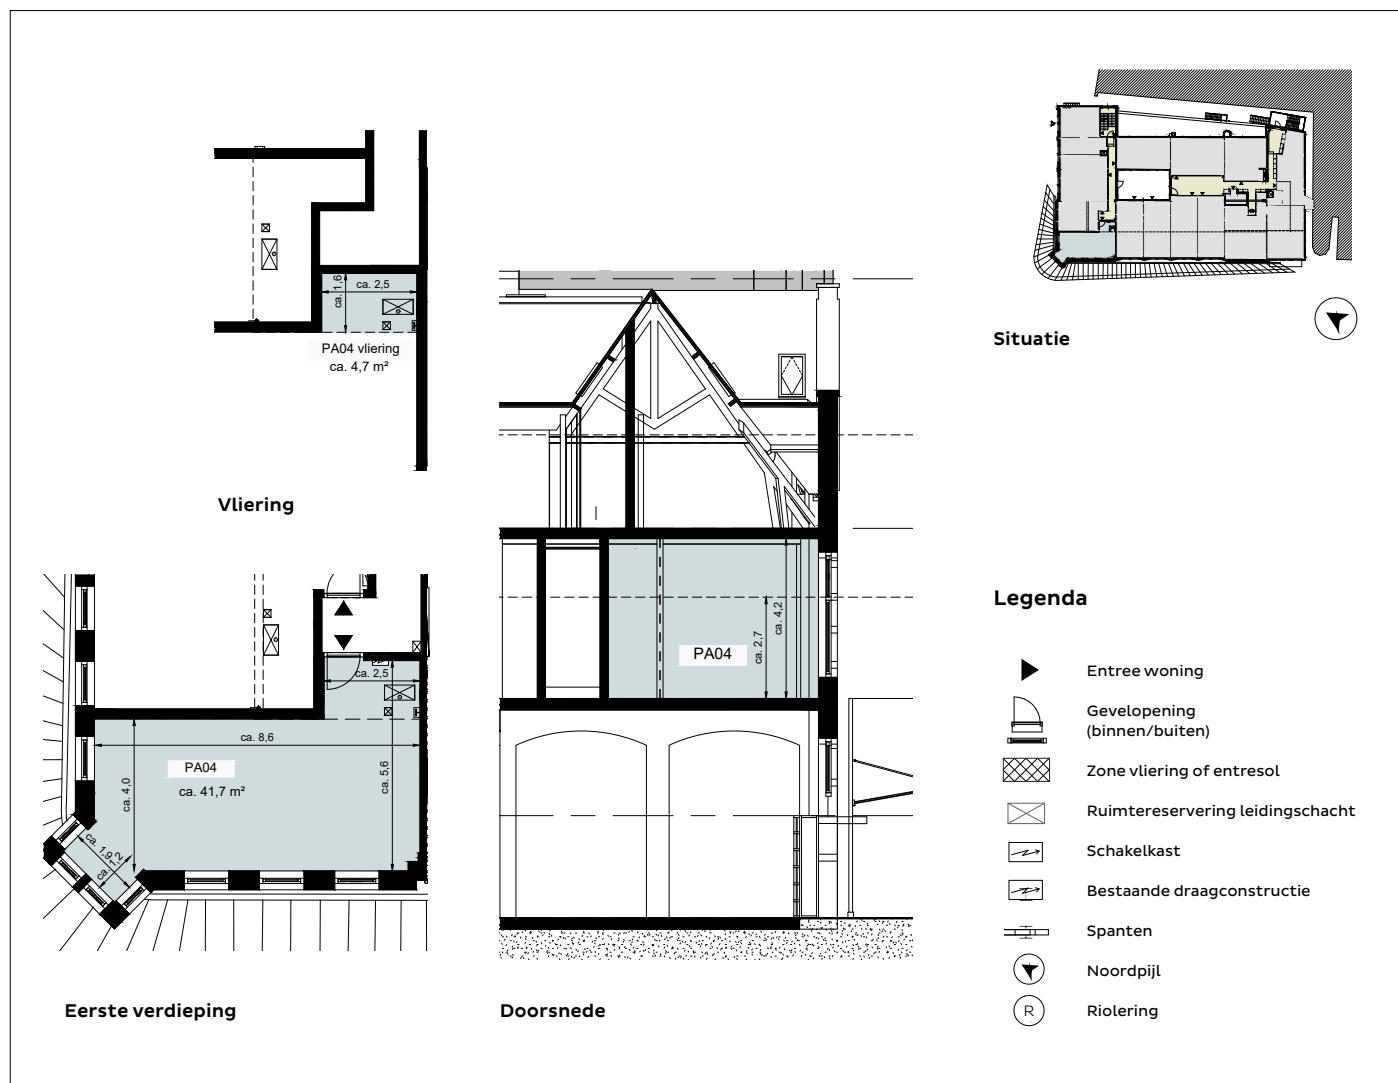 ca. 1,6
ca. 2,5
PA04 vliering
ca. 4,7 m²
Vliering
ca. 2,5
ca. 8,6
PA04
ca. 41,7 m²
ca. 4,0
ca. 5,6
ca. 1,9
ca. 1,2
Eerste verdieping
PA04
ca. 2,7
ca. 4,2
Doorsnede
Situatie
Legenda
Entree woning
Gevelopening
(binnen/buiten)
Zone vliering of entresol
Ruimtereservering leidingschacht
Schakelkast
Bestaande draagconstructie
Spanten
Noordpijl
R
Riolering